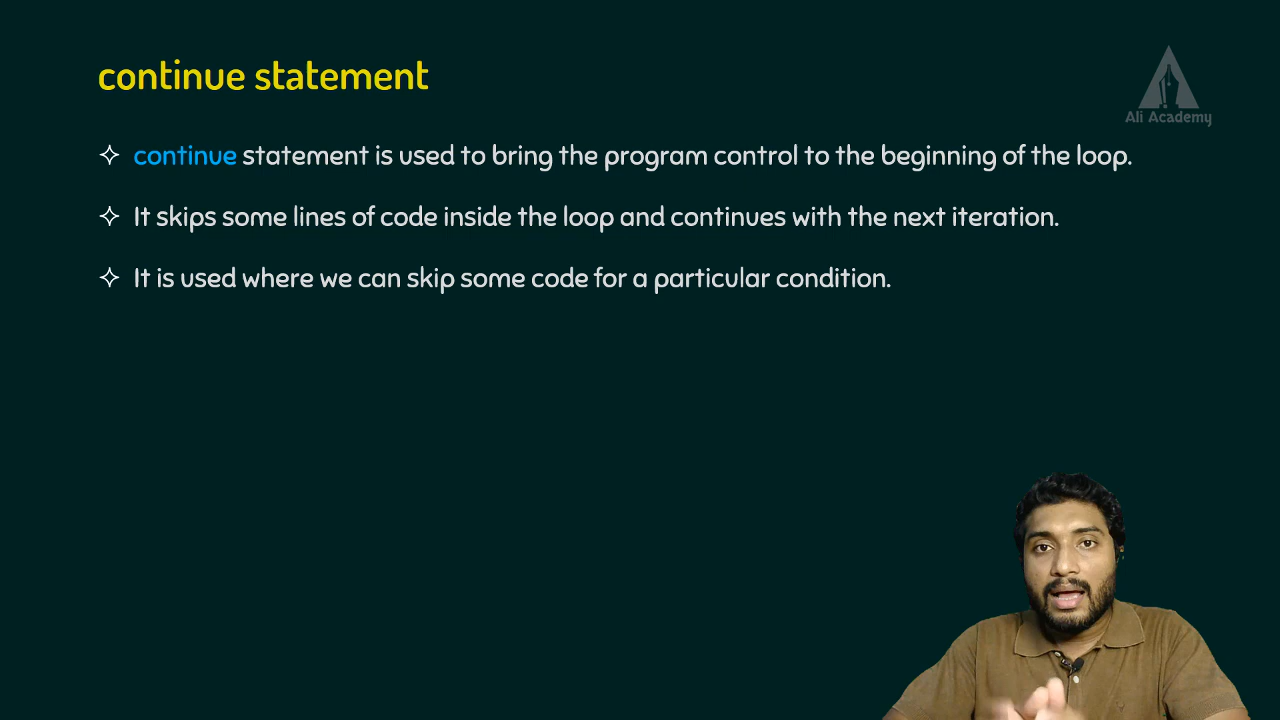 continue statement
Ali Academy
continue statement is used to bring the program control to the beginning of the loop.
It skips some lines of code inside the loop and continues with the next iteration.
It is used where we can skip some code for a particular condition.